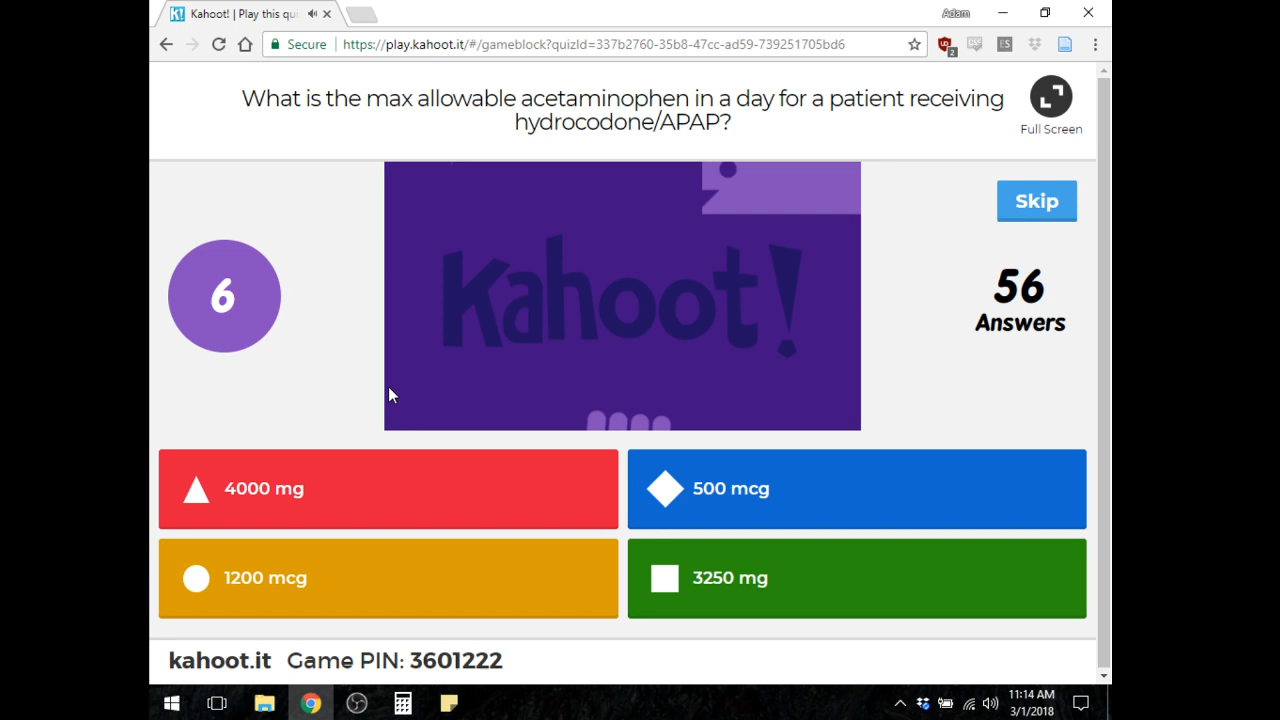 Kahoot! | Play this qu
Adam
Secure
https://play.kahoot.it/#/gameblock?quizId=337b2760-35b8-47cc-ad59-739251705bd6
2
ES
What is the max allowable acetaminophen in a day for a patient receiving
hydrocodone/APAP?
Full Screen
Skip
6
Kahoot!
56
Answers
4000 mg
500 mcg
1200 mcg
3250 mg
kahoot.it Game PIN: 3601222
11:14 AM
3/1/2018